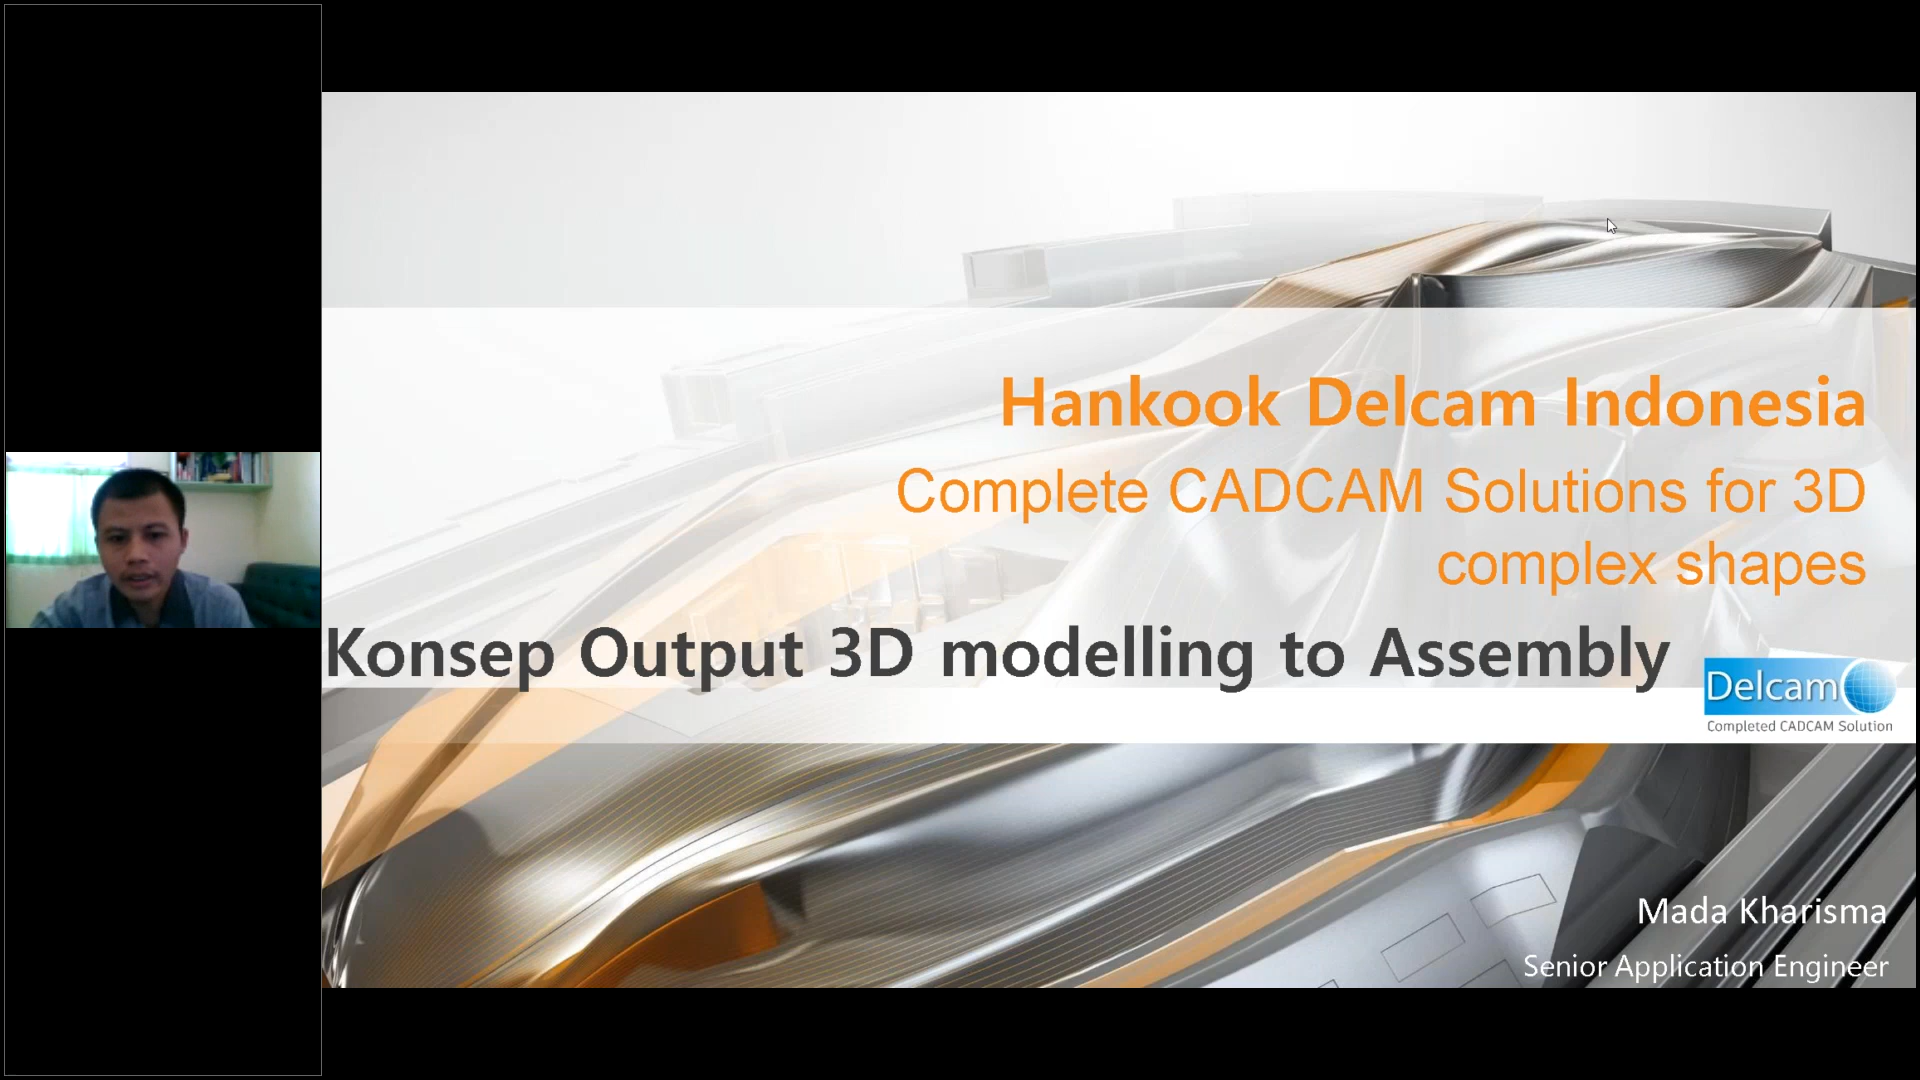 Hankook Delcam Indonesia
Complete CADCAM Solutions for 3D
complex shapes
Konsep Output 3D modelling to Assembly
Delcam
Completed CADCAM Solution
Mada Kharisma
Senior Application Engineer